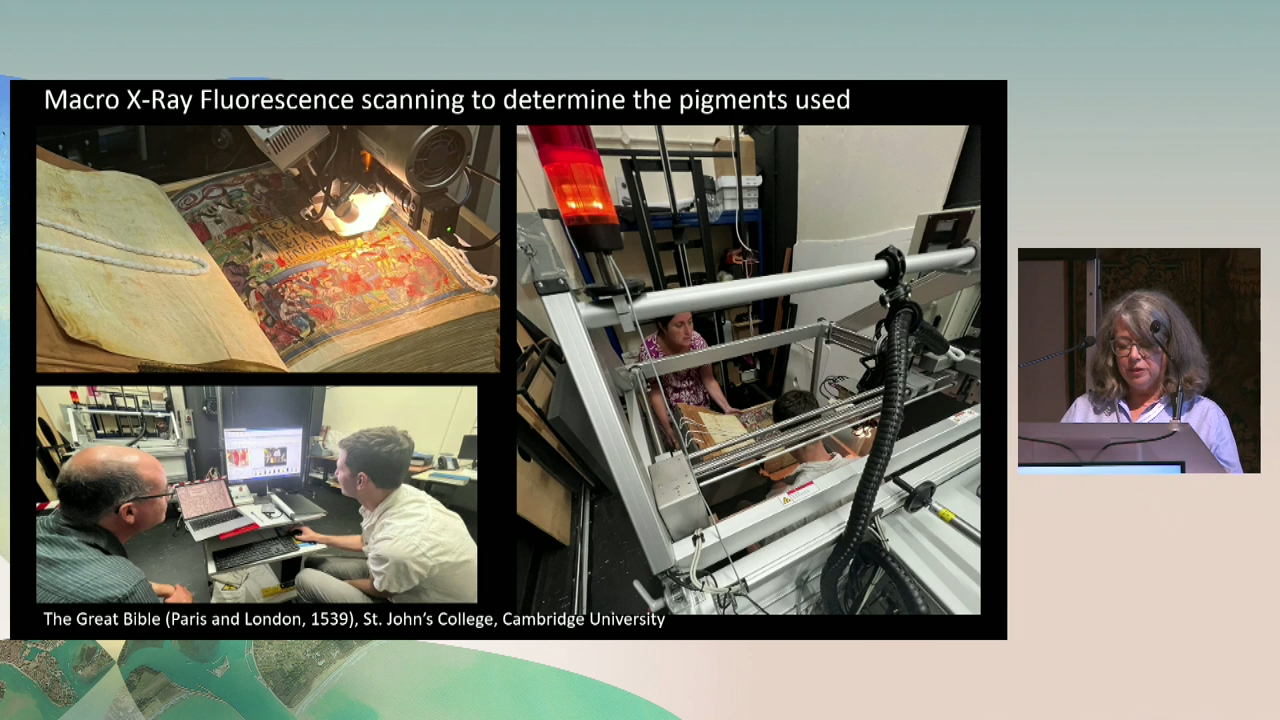 Macro X-Ray Fluorescence scanning to determine the pigments used
The Great Bible (Paris and London, 1539), St. John's College, Cambridge University